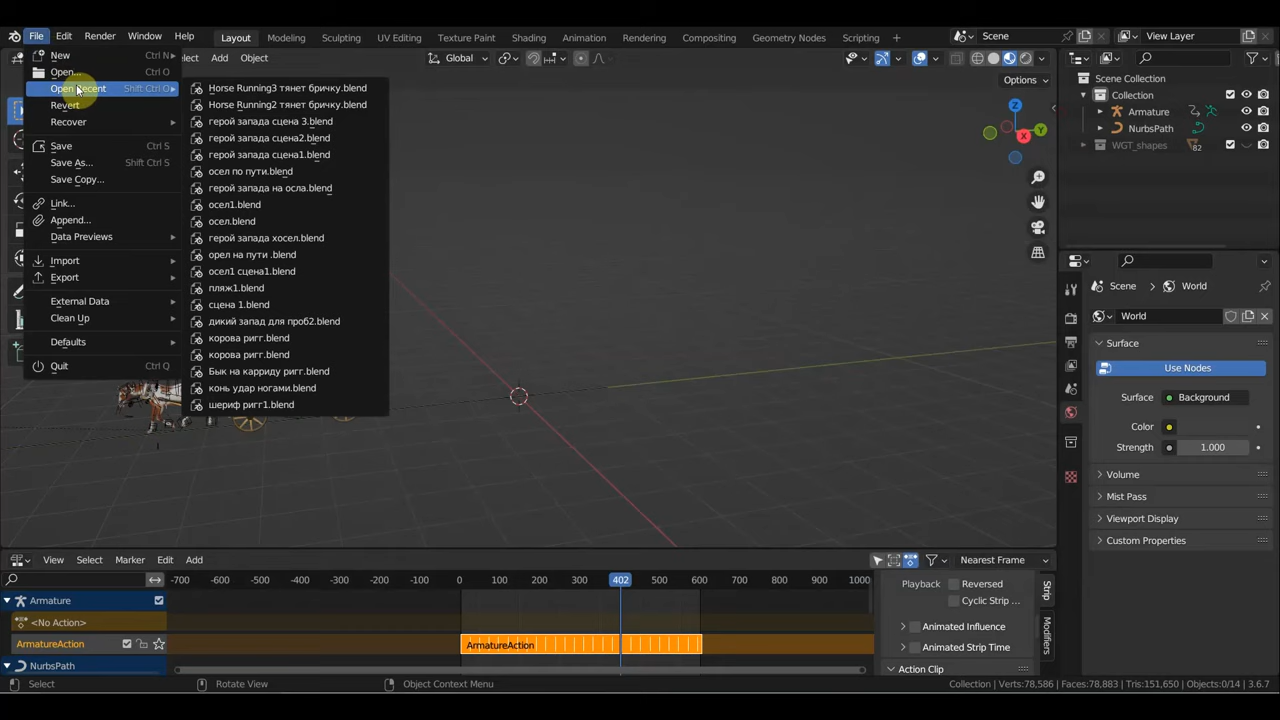 File Edit Render Window Help Layout Modeling Sculpting UV Editing Texture Paint Shading Animation Rendering Compositing Geometry Nodes Scripting Scene View Layer
New Ctrl N
Open... Ctrl O
Open Recent Shift Ctrl O
Revert
Recover
Save Ctrl S
Save As... Shift Ctrl S
Save Copy...
Link...
Append...
Data Previews
Import
Export
External Data
Clean Up
Defaults
Quit Ctrl Q
Horse Running3 тянет бричку.blend
Horse Running2 тянет бричку.blend
герой запада сцена 3.blend
герой запада сцена2.blend
герой запада сцена1.blend
осел по пути.blend
герой запада на осла.blend
осел1.blend
осел.blend
герой запада хосел.blend
орел на пути .blend
осел1 сцена1.blend
пляж1.blend
сцена 1.blend
дикий запад для проб2.blend
корова ригг.blend
корова ригг.blend
Бык на карриду ригг.blend
конь удар ногами.blend
шериф ригг1.blend
Add Object Global
Options
X
Y
Z
Scene Collection
Collection
Armature
NurbsPath
WGT_shapes 82
Scene World
World
Surface
Use Nodes
Surface Background
Color
Strength 1.000
Volume
Mist Pass
Viewport Display
Custom Properties
View Select Marker Edit Add Nearest Frame
-700 -600 -500 -400 -300 -200 -100 0 100 200 300 402 500 600 700 800 900 1000
Armature
<No Action>
ArmatureAction
ArmatureAction
NurbsPath
Playback Reversed
Cyclic Strip ...
Animated Influence
Animated Strip Time
Action Clip
Strip
Modifiers
Select Rotate View Object Context Menu Collection | Verts:78,586 | Faces:78,883 | Tris:151,650 | Objects:0/14 | 3.6.7